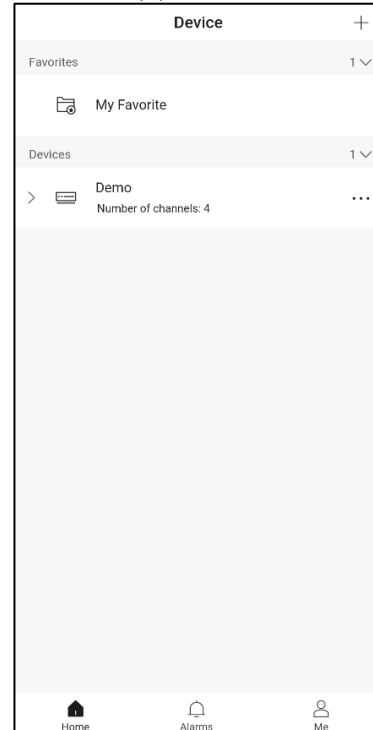 Device
Favorites 1
My Favorite
Devices 1
Demo
Number of channels: 4
Home Alarms Me